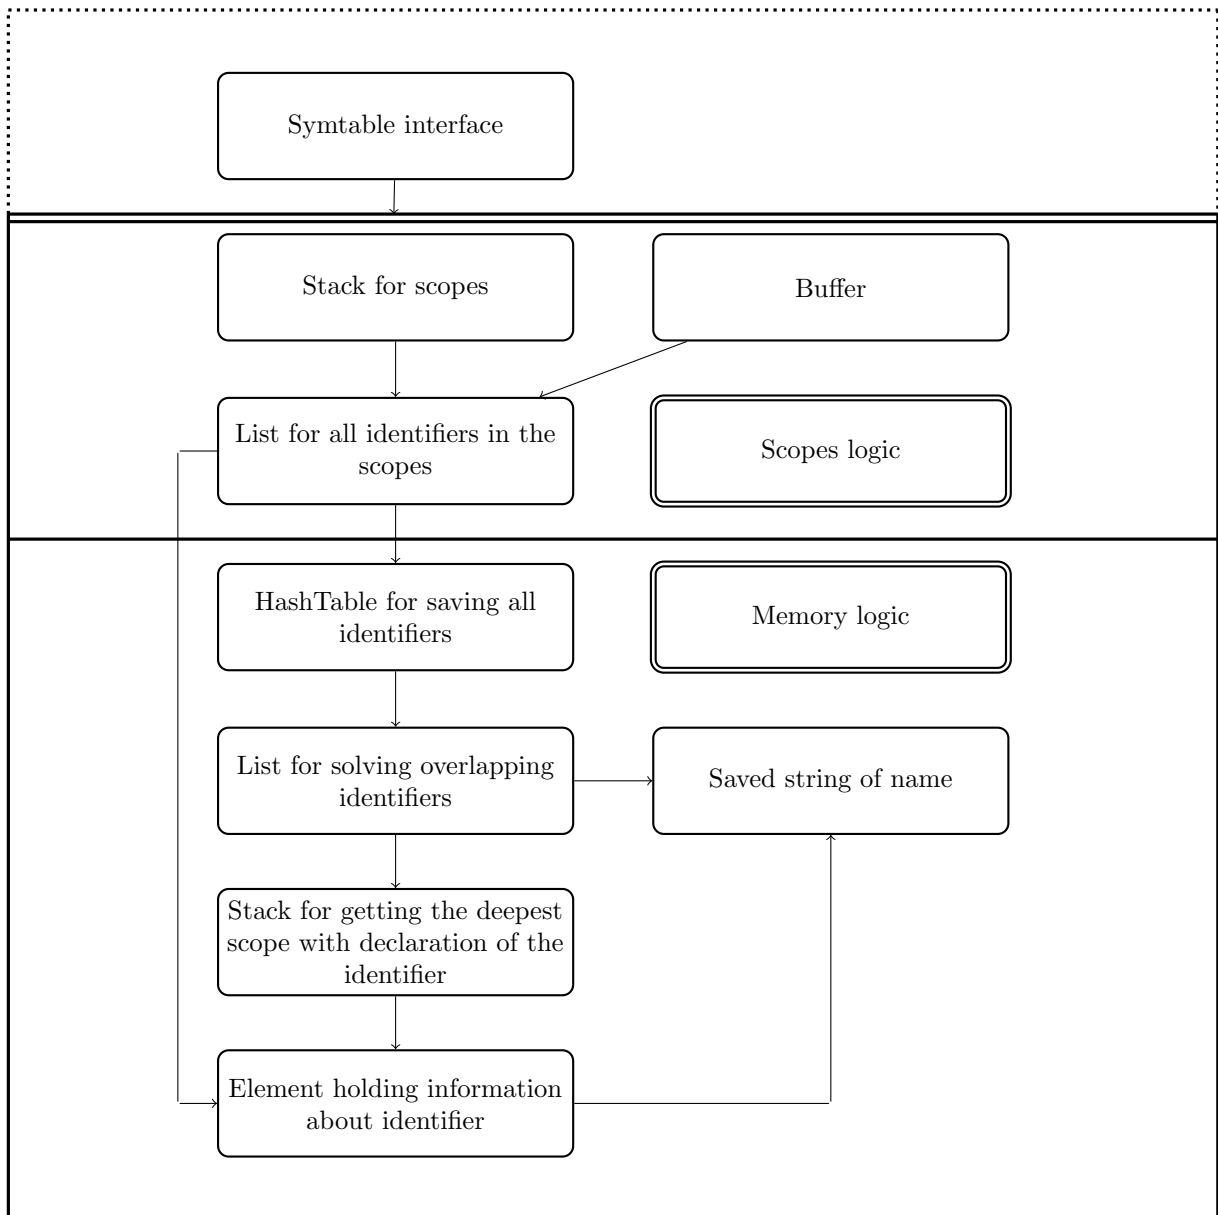 Symtable interface
Stack for scopes
Buffer
List for all identifiers in the
scopes
Scopes logic
HashTable for saving all
identifiers
Memory logic
List for solving overlapping
identifiers
Saved string of name
Stack for getting the deepest
scope with declaration of the
identifier
Element holding information
about identifier